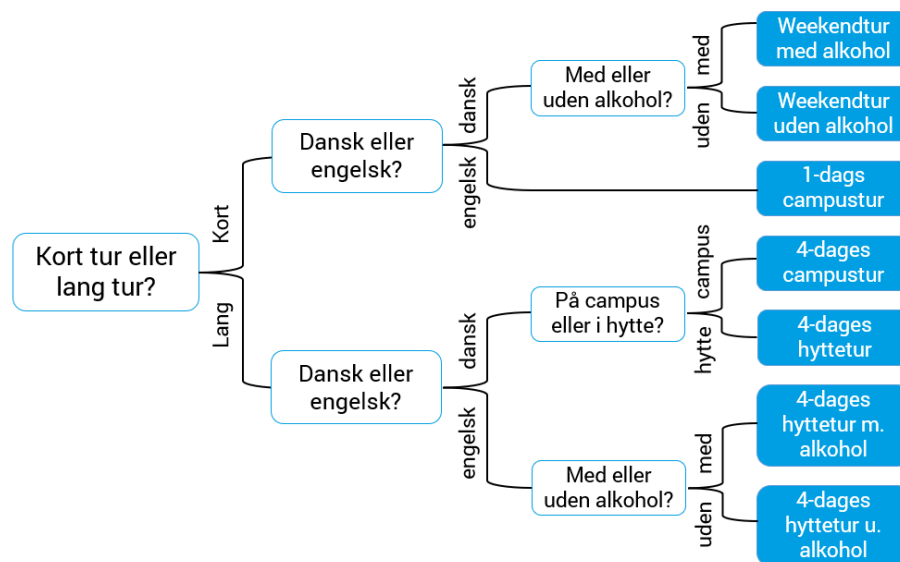 Kort tur eller
lang tur?
Kort
Lang
Dansk eller
engelsk?
dansk
engelsk
Med eller
uden alkohol?
med
uden
Weekendtur
med alkohol
Weekendtur
uden alkohol
1-dags
campustur
Dansk eller
engelsk?
dansk
engelsk
På campus
eller i hytte?
campus
hytte
4-dages
campustur
4-dages
hyttetur
Med eller
uden alkohol?
med
uden
4-dages
hyttetur m.
alkohol
4-dages
hyttetur u.
alkohol